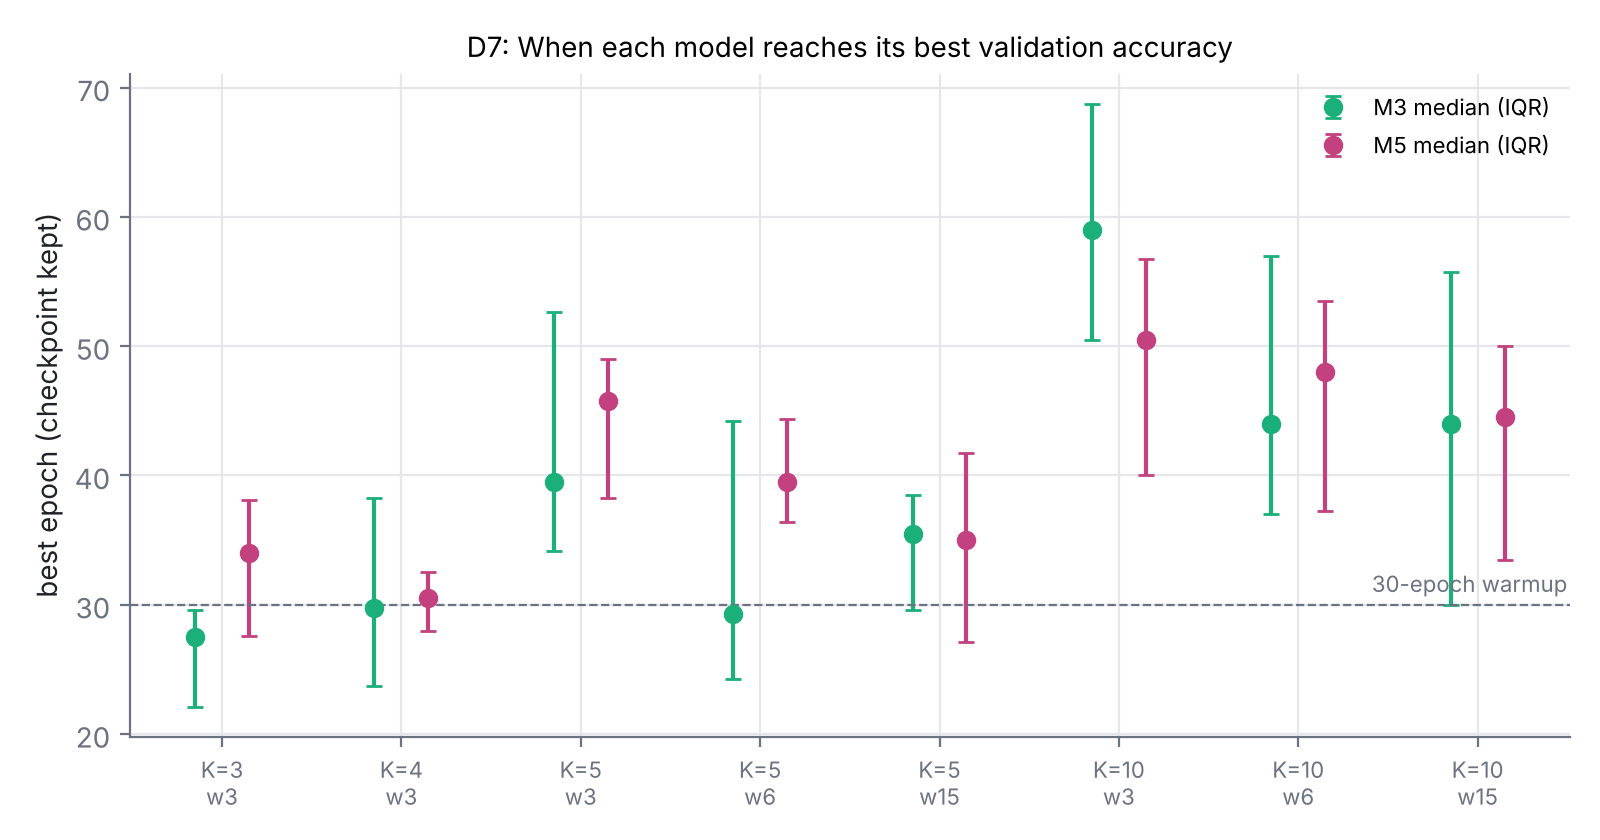 D7: When each model reaches its best validation accuracy
M3 median (IQR)
M5 median (IQR)
best epoch (checkpoint kept)
70
60
50
40
30
20
30-epoch warmup
K=3
w3
K=4
w3
K=5
w3
K=5
w6
K=5
w15
K=10
w3
K=10
w6
K=10
w15